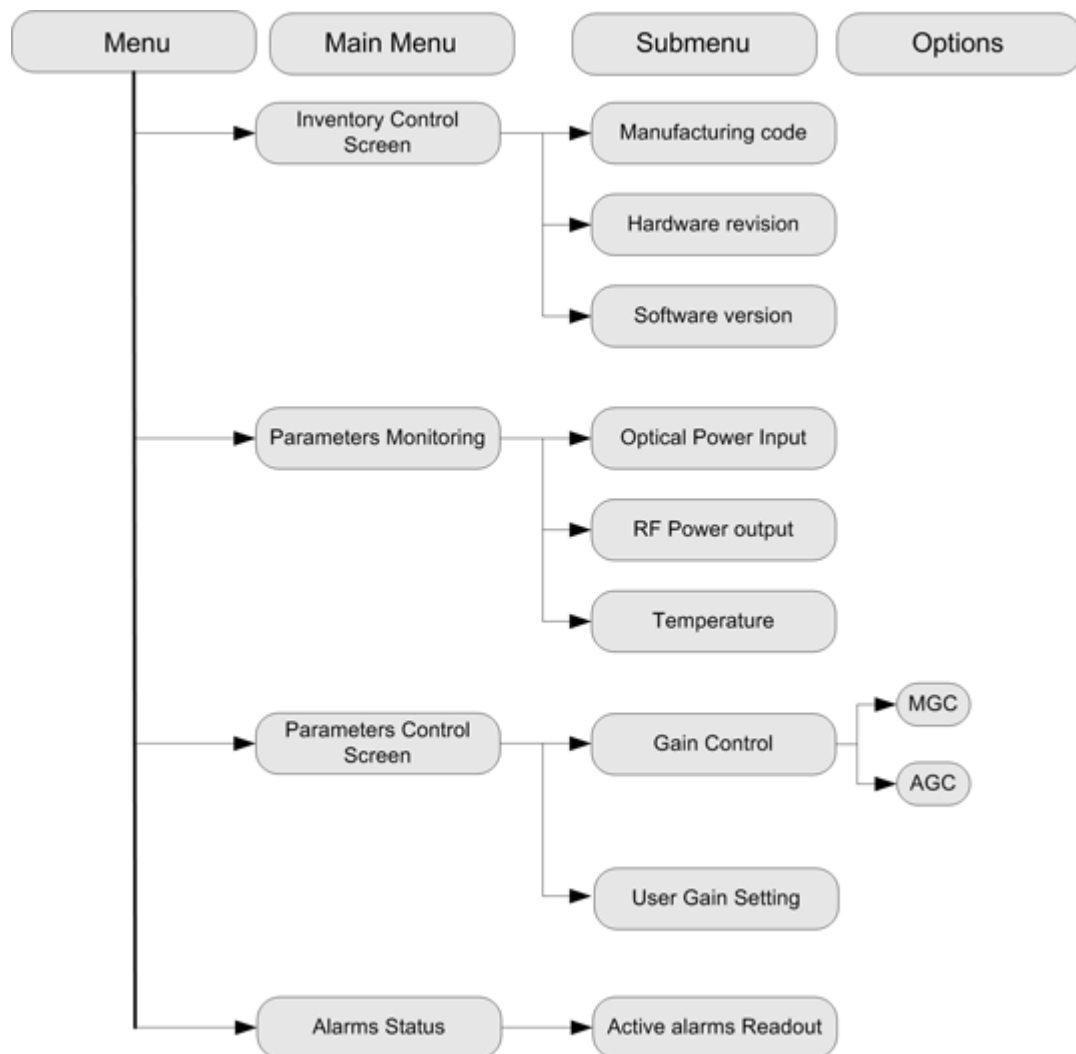 Menu
Main Menu
Submenu
Options
Inventory Control
Screen
Manufacturing code
Hardware revision
Software version
Parameters Monitoring
Optical Power Input
RF Power output
Temperature
Parameters Control
Screen
Gain Control
MGC
AGC
User Gain Setting
Alarms Status
Active alarms Readout